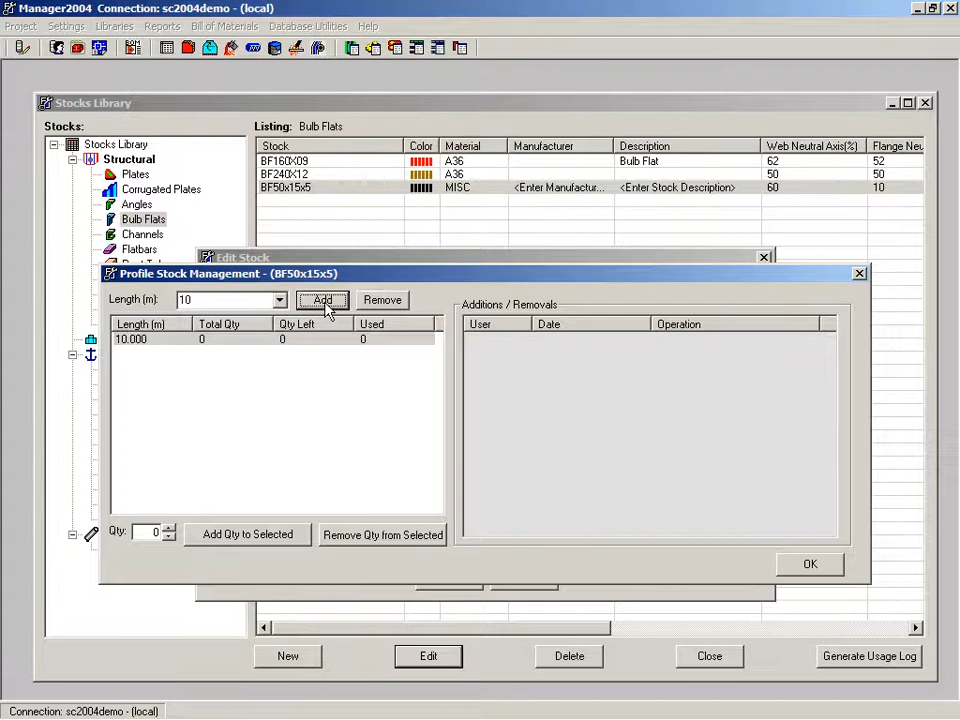 Manager2004 Connection: sc2004demo - (local)
Project Settings Libraries Reports Bill of Materials Database Utilities Help
BOM
Stocks Library
Stocks:
Listing: Bulb Flats
Stocks Library
Structural
Plates
Corrugated Plates
Angles
Bulb Flats
Channels
Flatbars
Stock Color Material Manufacturer Description Web Neutral Axis(%) Flange Neu
BF160X09 A36 Bulb Flat 62 52
BF240X12 A36 50 50
BF50x15x5 MISC <Enter Manufactur... <Enter Stock Description> 60 10
Edit Stock
Profile Stock Management - (BF50x15x5)
Length (m): 10 Add Remove
Length (m) Total Qty Qty Left Used
10.000 0 0 0
Additions / Removals
User Date Operation
Qty: 0 Add Qty to Selected Remove Qty from Selected
OK
New Edit Delete Close Generate Usage Log
Connection: sc2004demo - (local)